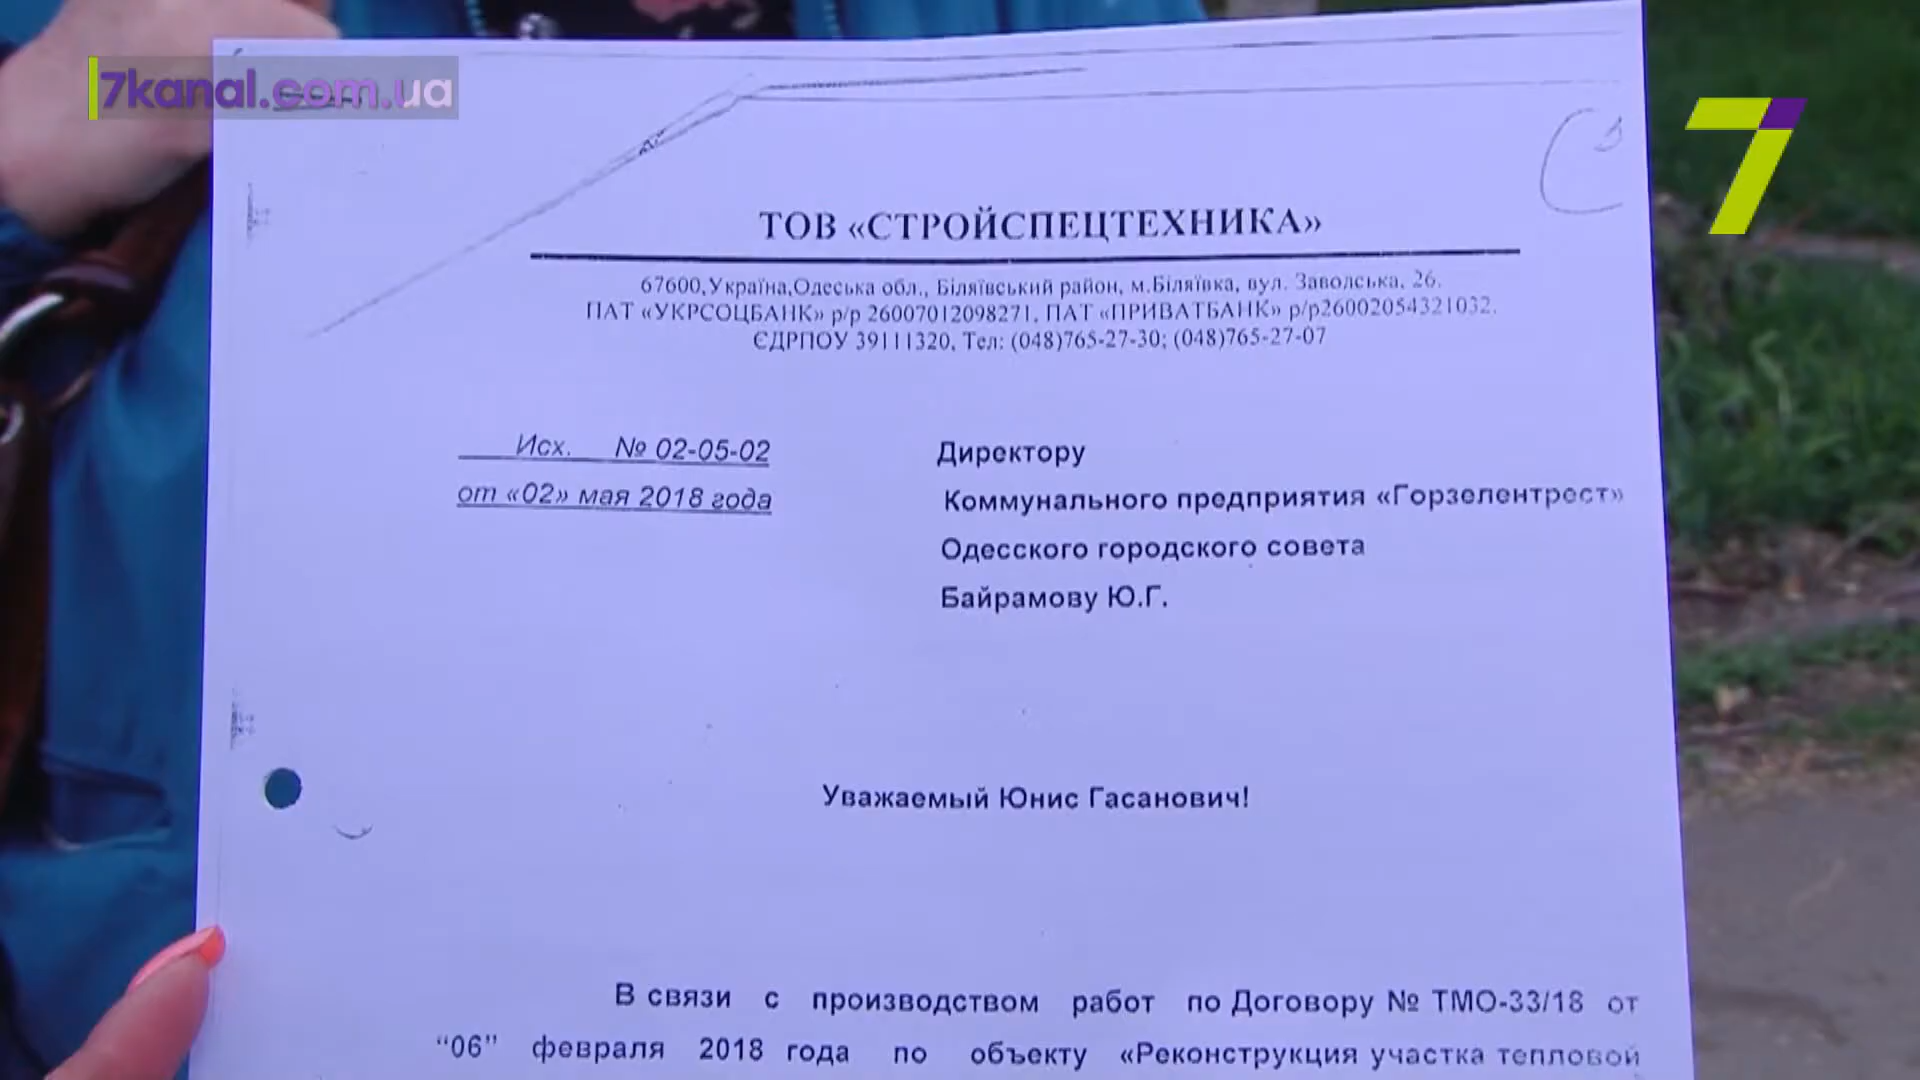 7kanal.com.ua
7
ТОВ «СТРОЙСПЕЦТЕХНИКА»
67600,Україна,Одеська обл., Біляївський район, м.Біляївка, вул. Заводська, 26.
ПАТ «УКРСОЦБАНК» р/р 26007012098271, ПАТ «ПРИВАТБАНК» р/р26002054321032.
ЄДРПОУ 39111320, Тел: (048)765-27-30; (048)765-27-07
Исх. № 02-05-02
от «02» мая 2018 года
Директору
Коммунального предприятия «Горзелентрест»
Одесского городского совета
Байрамову Ю.Г.
Уважаемый Юнис Гасанович!
В связи с производством работ по Договору № ТМО-33/18 от
“06” февраля 2018 года по объекту «Реконструкция участка тепловой